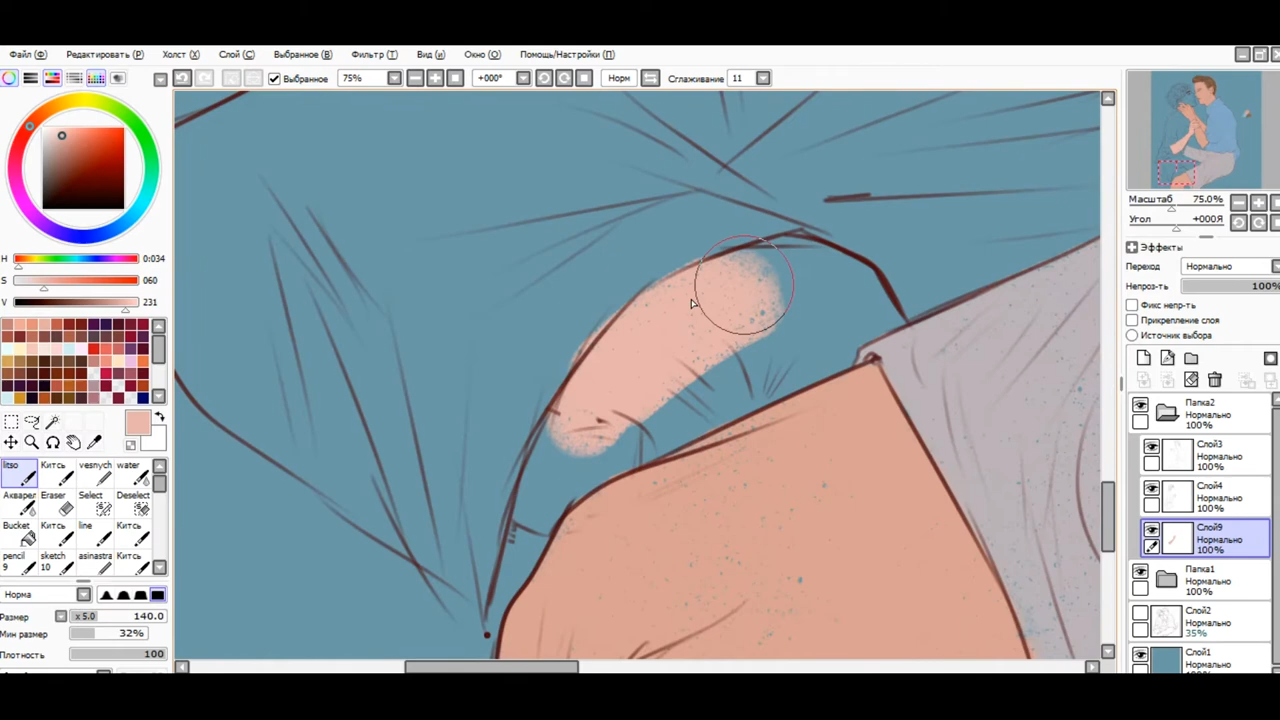 Файл (Ф) Редактировать (Р) Холст (Х) Слой (С) Выбранное (В) Фильтр (Т) Вид (и) Окно (О) Помощь/Настройки (П)
Выбранное 75% +000° Норм Сглаживание 11
Масштаб 75.0%
Угол +000Я
Эффекты
Переход Нормально
Непроз-ть 100%
Фикс непр-ть
Прикрепление слоя
Источник выбора
H 0:034
S 060
V 231
litso Китсь vesnych water
Акварел Eraser Select Deselect
Bucket Китсь line Китсь
pencil 9 sketch 10 asinastra Китсь
Норма
Размер x 5.0 140.0
Мин размер 32%
Плотность 100
Папка2
Нормально
100%
Слой3
Нормально
100%
Слой4
Нормально
100%
Слой9
Нормально
100%
Папка1
Нормально
100%
Слой2
Нормально
35%
Слой1
Нормально
100%